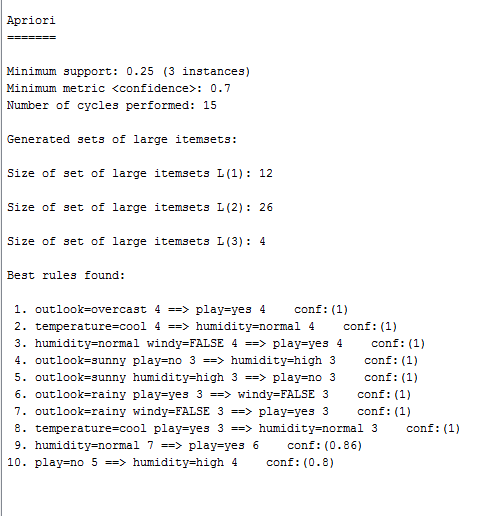 Apriori
=======
Minimum support: 0.25 (3 instances)
Minimum metric <confidence>: 0.7
Number of cycles performed: 15
Generated sets of large itemsets:
Size of set of large itemsets L(1): 12
Size of set of large itemsets L(2): 26
Size of set of large itemsets L(3): 4
Best rules found:
1. outlook=overcast 4 ==> play=yes 4    conf:(1)
2. temperature=cool 4 ==> humidity=normal 4    conf:(1)
3. humidity=normal windy=FALSE 4 ==> play=yes 4    conf:(1)
4. outlook=sunny play=no 3 ==> humidity=high 3    conf:(1)
5. outlook=sunny humidity=high 3 ==> play=no 3    conf:(1)
6. outlook=rainy play=yes 3 ==> windy=FALSE 3    conf:(1)
7. outlook=rainy windy=FALSE 3 ==> play=yes 3    conf:(1)
8. temperature=cool play=yes 3 ==> humidity=normal 3    conf:(1)
9. humidity=normal 7 ==> play=yes 6    conf:(0.86)
10. play=no 5 ==> humidity=high 4    conf:(0.8)